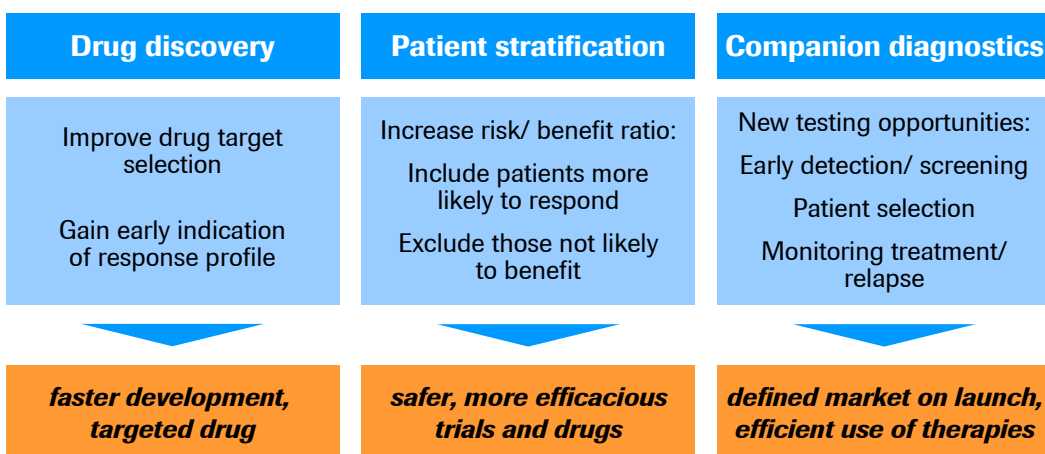 Drug discovery
Improve drug target
selection
Gain early indication
of response profile
faster development,
targeted drug
Patient stratification
Increase risk/ benefit ratio:
Include patients more
likely to respond
Exclude those not likely
to benefit
safer, more efficacious
trials and drugs
Companion diagnostics
New testing opportunities:
Early detection/ screening
Patient selection
Monitoring treatment/
relapse
defined market on launch,
efficient use of therapies